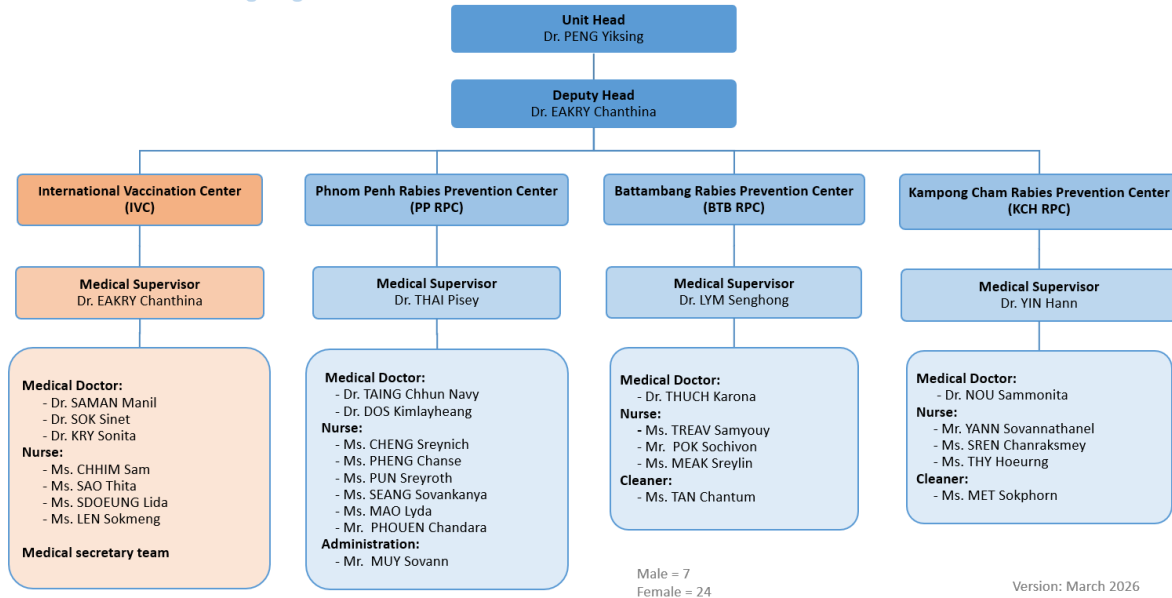 Unit Head
Dr. PENG Yiksing
Deputy Head
Dr. EAKRY Chanthina
International Vaccination Center
(IVC)
Medical Supervisor
Dr. EAKRY Chanthina
Medical Doctor:
- Dr. SAMAN Manil
- Dr. SOK Sinet
- Dr. KRY Sonita
Nurse:
- Ms. CHHIM Sam
- Ms. SAO Thita
- Ms. SDOEUNG Lida
- Ms. LEN Sokmeng
Medical secretary team
Phnom Penh Rabies Prevention Center
(PP RPC)
Medical Supervisor
Dr. THAI Pisey
Medical Doctor:
- Dr. TAING Chhun Navy
- Dr. DOS Kimlayheang
Nurse:
- Ms. CHENG Sreynich
- Ms. PHENG Chanse
- Ms. PUN Sreyroth
- Ms. SEANG Sovankanya
- Ms. MAO Lyda
- Mr. PHOUEN Chandara
Administration:
- Mr. MUY Sovann
Battambang Rabies Prevention Center
(BTB RPC)
Medical Supervisor
Dr. LYM Senghong
Medical Doctor:
- Dr. THUCH Karona
Nurse:
- Ms. TREAV Samyouy
- Mr. POK Sochivon
- Ms. MEAK Sreylin
Cleaner:
- Ms. TAN Chantum
Kampong Cham Rabies Prevention Center
(KCH RPC)
Medical Supervisor
Dr. YIN Hann
Medical Doctor:
- Dr. NOU Sammonita
Nurse:
- Mr. YANN Sovannathanel
- Ms. SREN Chanraksmey
- Ms. THY Hoeurng
Cleaner:
- Ms. MET Sokphorn
Male = 7
Female = 24
Version: March 2026